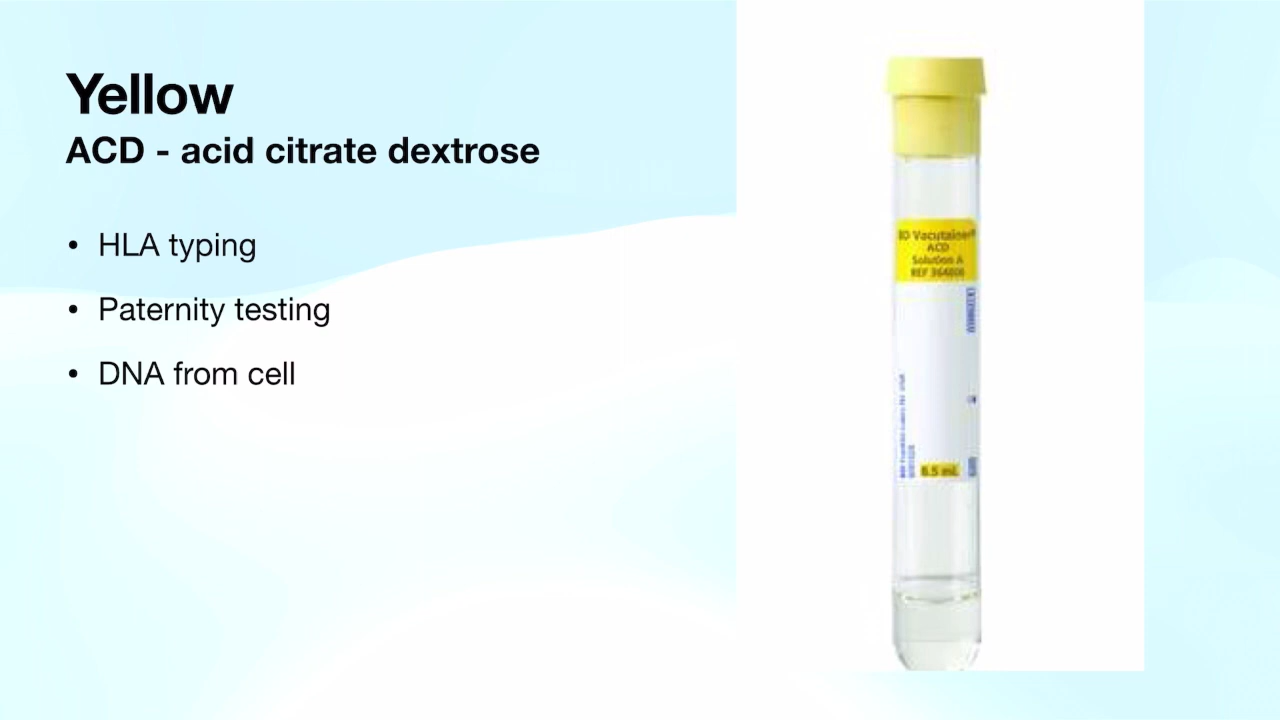 Yellow
ACD - acid citrate dextrose
• HLA typing
• Paternity testing
• DNA from cell
BD Vacutainer®
ACD
Solution A
REF 364606
8.5 mL